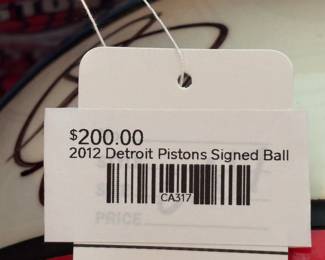 $200.00
2012 Detroit Pistons Signed Ball
CA317
PRICE